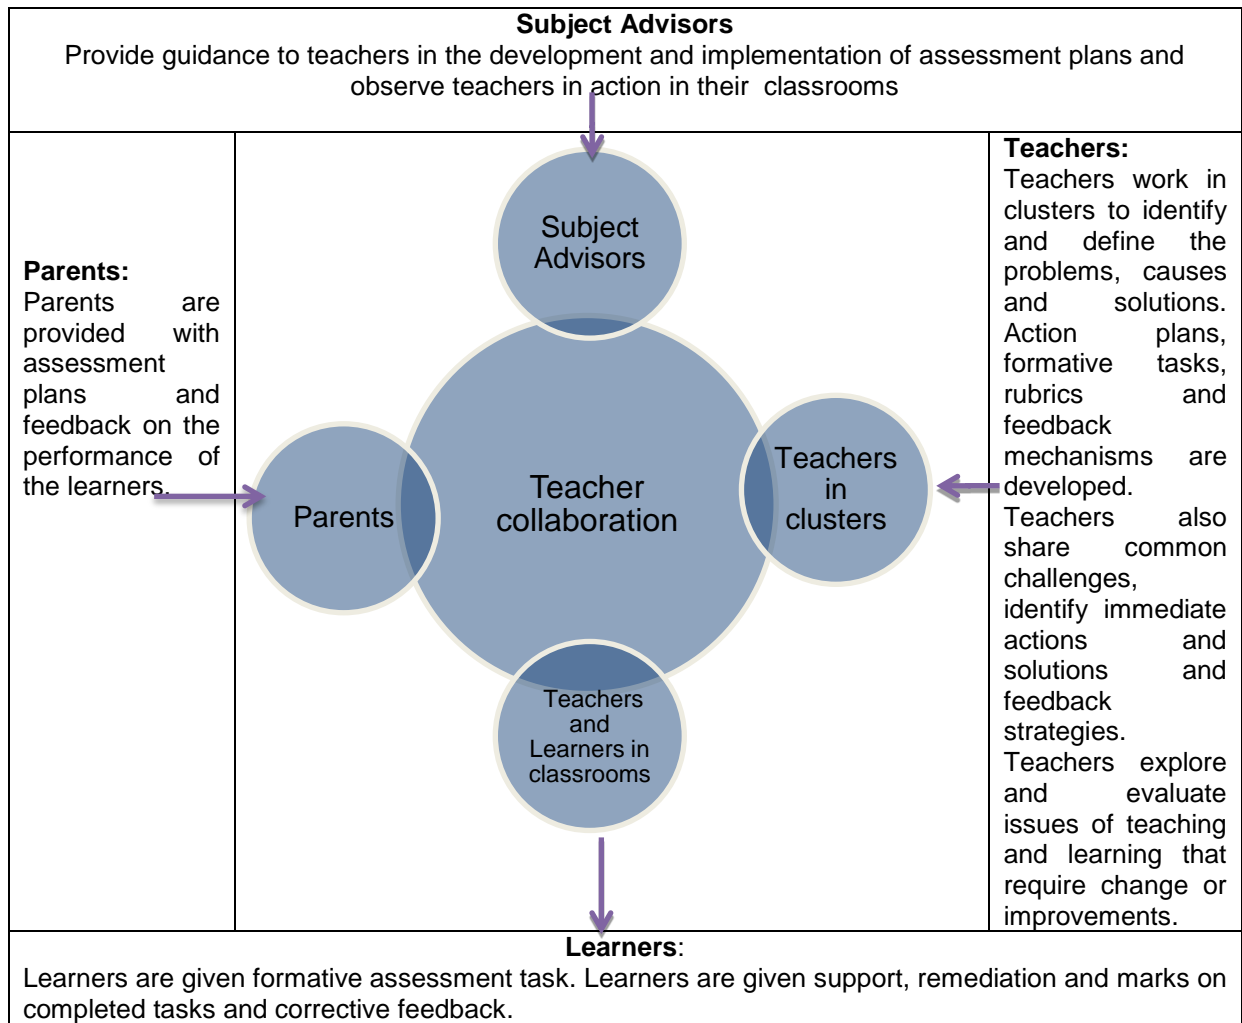 Subject Advisors
Provide guidance to teachers in the development and implementation of assessment plans and
observe teachers in action in their classrooms
Parents:
Parents are
provided with
assessment
plans and
feedback on the
performance of
the learners.
Subject
Advisors
Teacher
collaboration
Parents
Teachers
in
clusters
Teachers
and
Learners in
classrooms
Teachers:
Teachers work in
clusters to identify
and define the
problems, causes
and solutions.
Action plans,
formative tasks,
rubrics and
feedback
mechanisms are
developed.
Teachers also
share common
challenges,
identify immediate
actions and
solutions and
feedback
strategies.
Teachers explore
and evaluate
issues of teaching
and learning that
require change or
improvements.
Learners:
Learners are given formative assessment task. Learners are given support, remediation and marks on
completed tasks and corrective feedback.